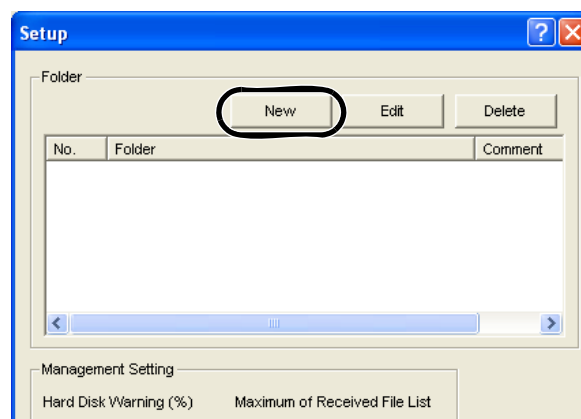 Setup
Folder
New Edit Delete
No. Folder Comment
Management Setting
Hard Disk Warning (%) Maximum of Received File List